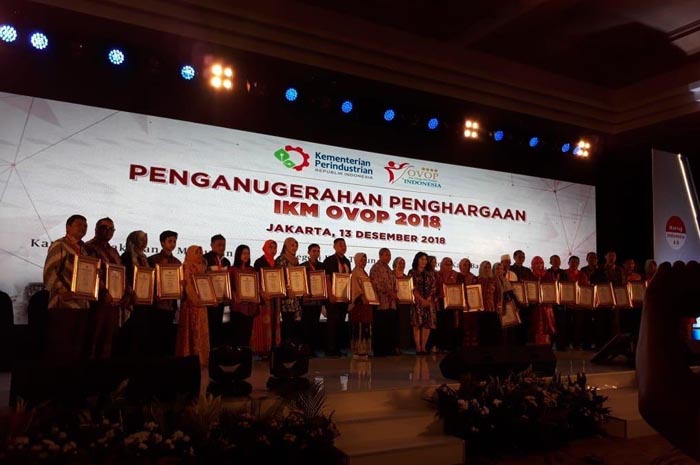 Kementerian
Perindustrian
REPUBLIK INDONESIA
OVOP
INDONESIA
PENGANUGERAHAN PENGHARGAAN
IKM OVOP 2018
JAKARTA, 13 DESEMBER 2018